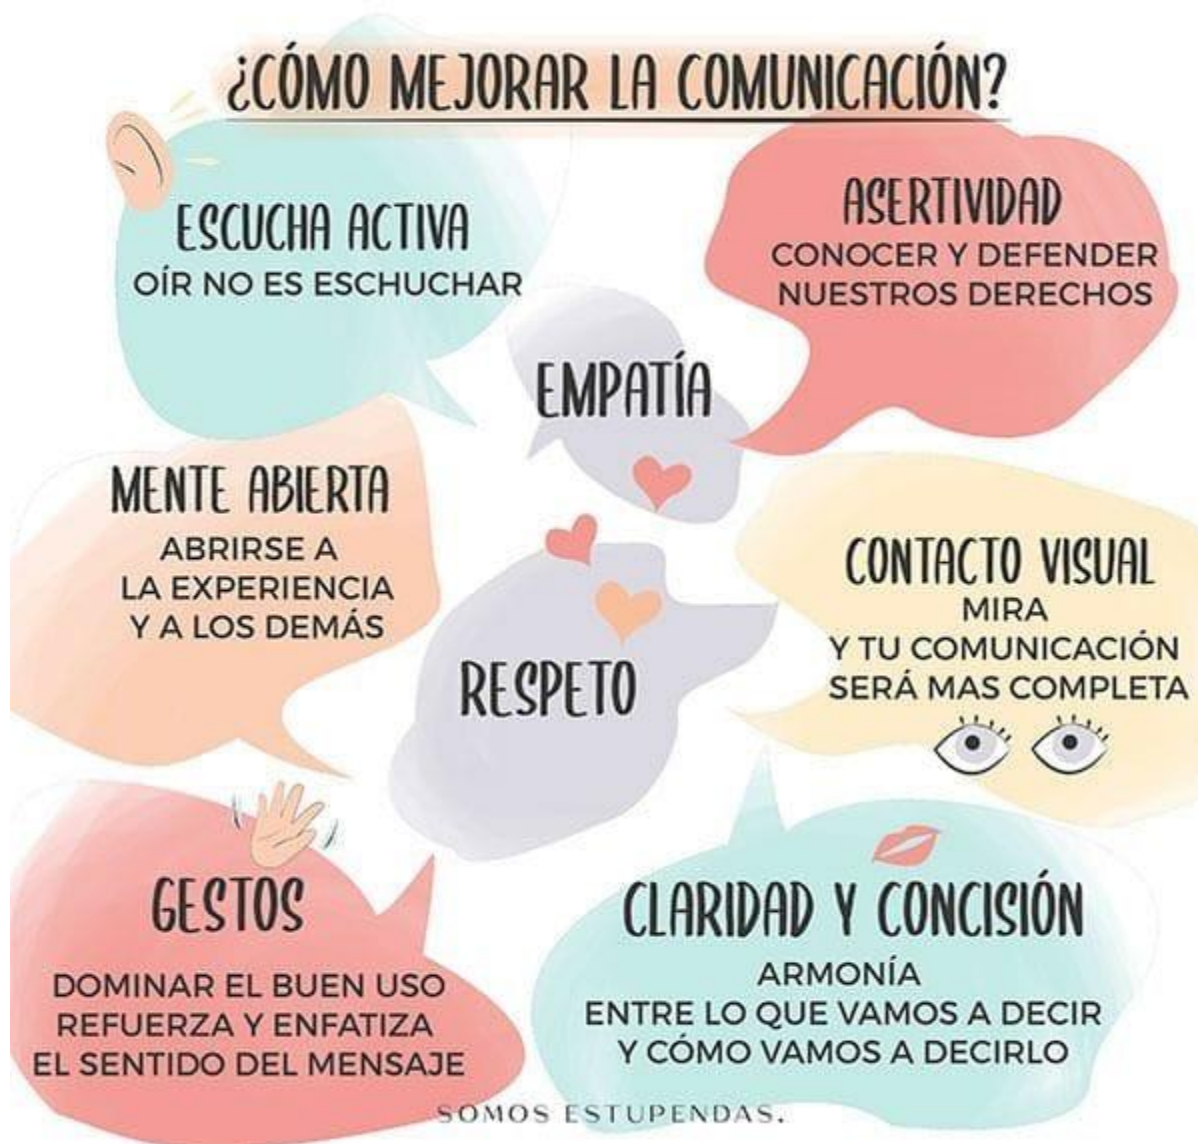 ¿CÓMO MEJORAR LA COMUNICACIÓN?
ESCUCHA ACTIVA
OÍR NO ES ESCHUCHAR
ASERTIVIDAD
CONOCER Y DEFENDER
NUESTROS DERECHOS
EMPATÍA
MENTE ABIERTA
ABRIRSE A
LA EXPERIENCIA
Y A LOS DEMÁS
CONTACTO VISUAL
MIRA
Y TU COMUNICACIÓN
SERÁ MAS COMPLETA
RESPETO
GESTOS
DOMINAR EL BUEN USO
REFUERZA Y ENFATIZA
EL SENTIDO DEL MENSAJE
CLARIDAD Y CONCISIÓN
ARMONÍA
ENTRE LO QUE VAMOS A DECIR
Y CÓMO VAMOS A DECIRLO
SOMOS ESTUPENDAS.